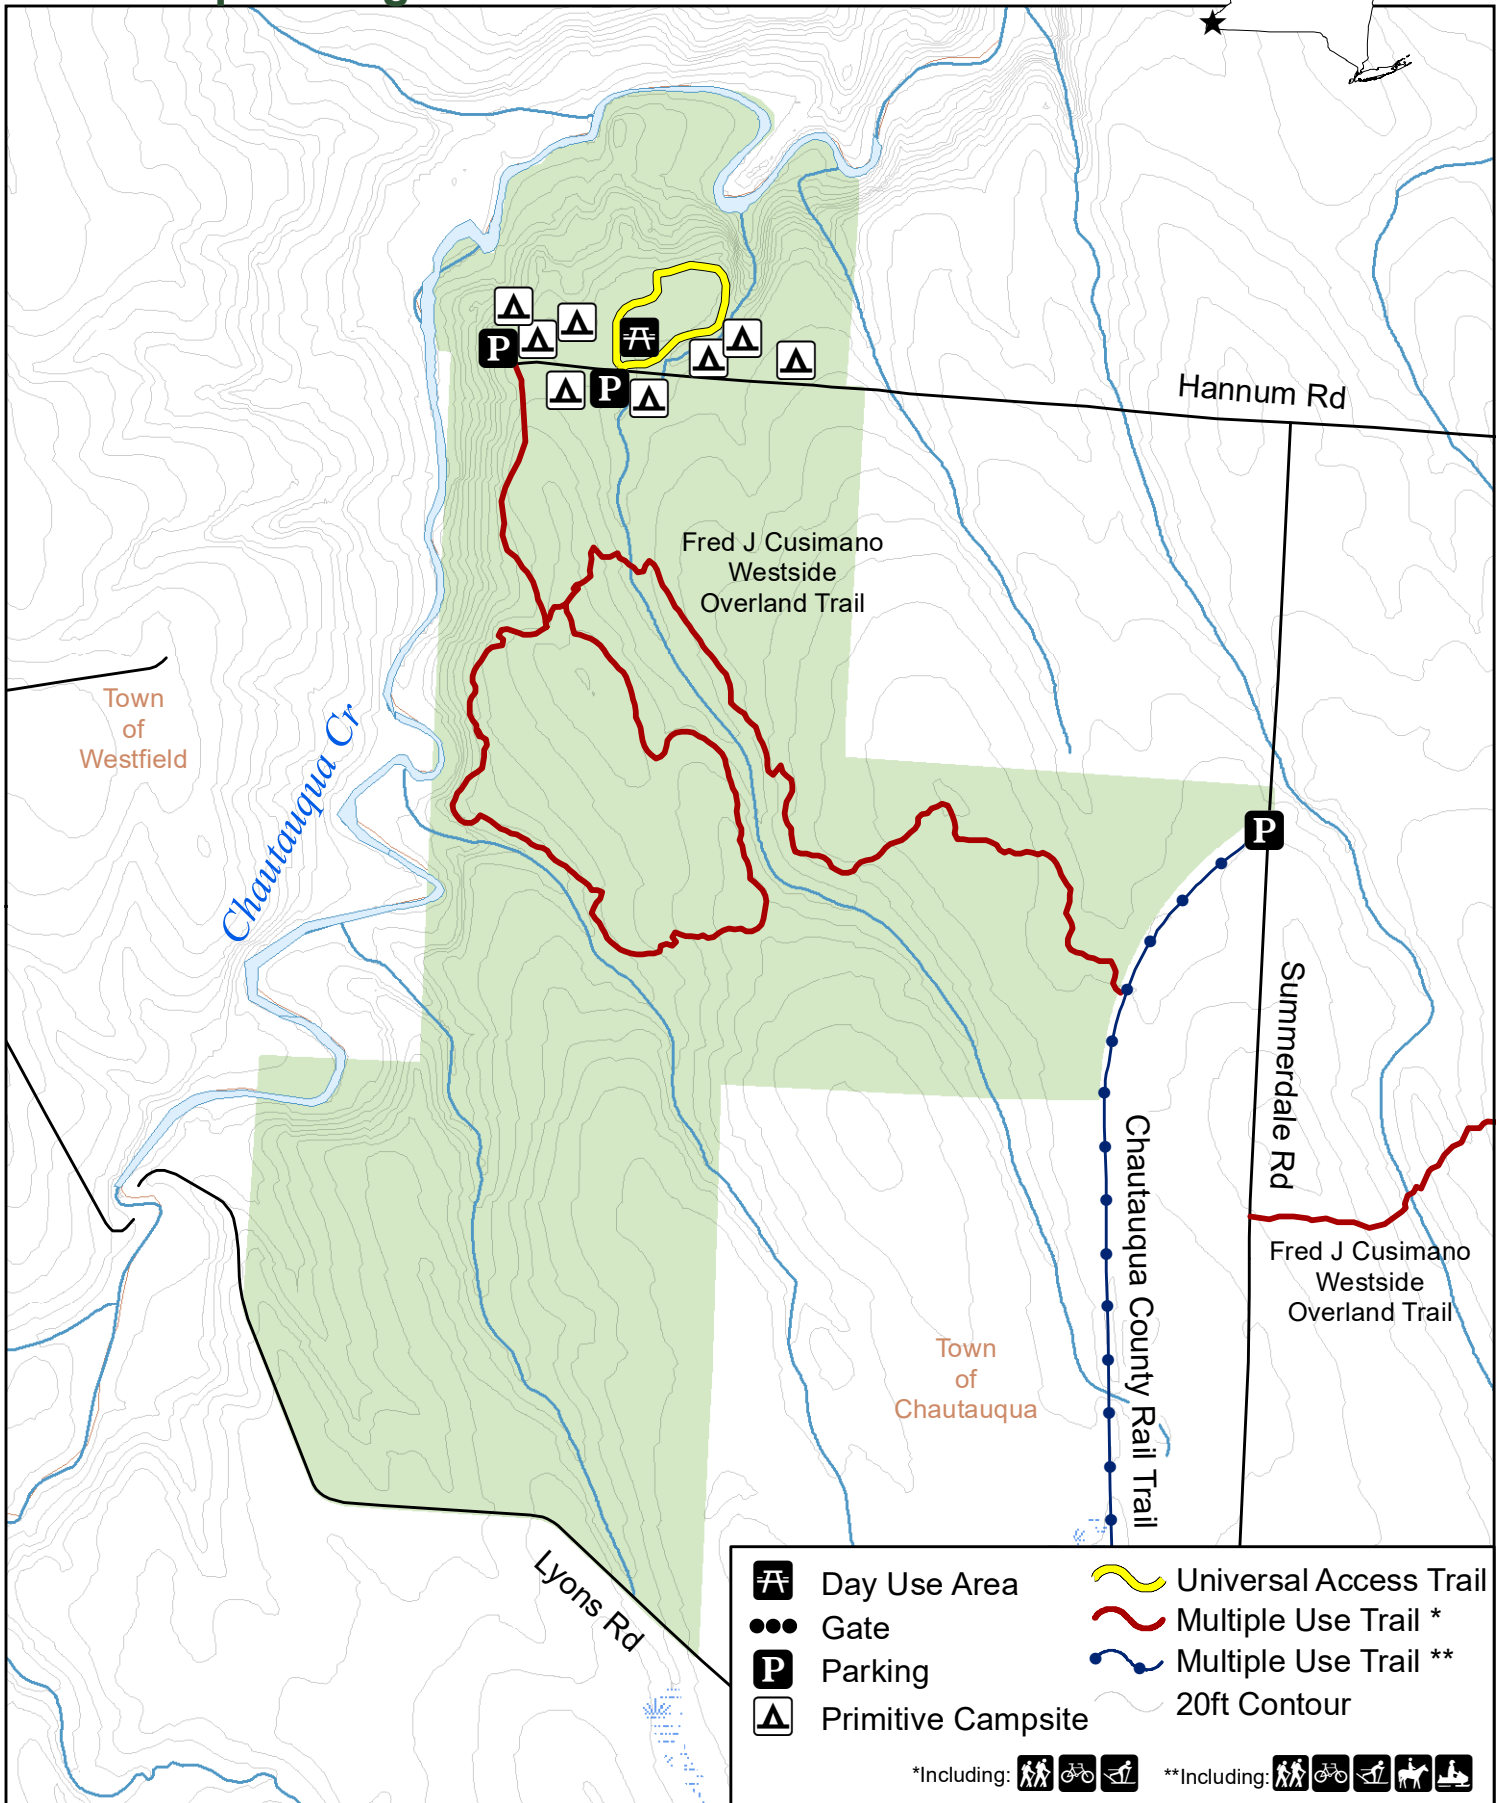 Hannum Rd
Fred J Cusimano
Westside
Overland Trail
Town
of
Westfield
Chautauqua Cr
P
P
P
Summerdale Rd
Chautauqua County Rail Trail
Fred J Cusimano
Westside
Overland Trail
Town
of
Chautauqua
Lyons Rd
Day Use Area
Gate
P Parking
Primitive Campsite
Universal Access Trail
Multiple Use Trail *
Multiple Use Trail **
20ft Contour
*Including:
**Including: